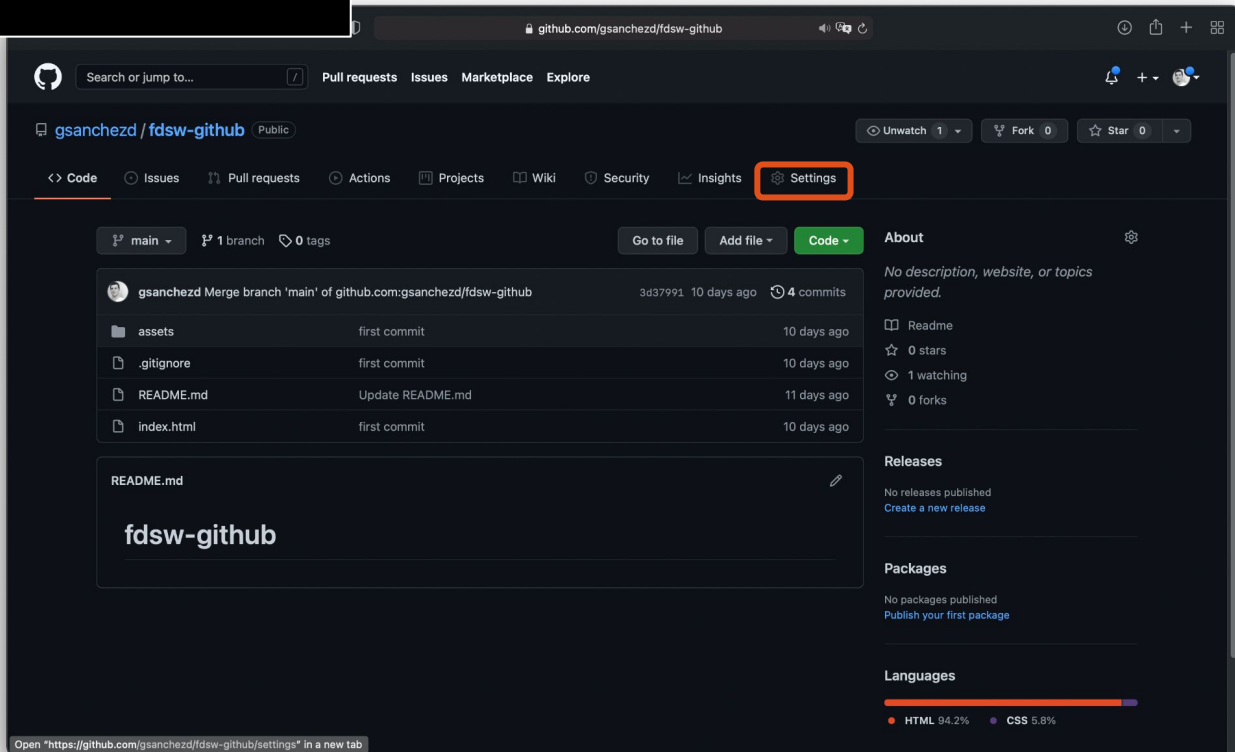 github.com/gsanchezd/fdsw-github
Search or jump to... /
Pull requests Issues Marketplace Explore
gsanchezd / fdsw-github Public
Unwatch 1 Fork 0 Star 0
<> Code Issues Pull requests Actions Projects Wiki Security Insights Settings
main 1 branch 0 tags Go to file Add file Code
gsanchezd Merge branch 'main' of github.com:gsanchezd/fdsw-github 3d37991 10 days ago 4 commits
assets first commit 10 days ago
.gitignore first commit 10 days ago
README.md Update README.md 11 days ago
index.html first commit 10 days ago
README.md
fdsw-github
About
No description, website, or topics
provided.
Readme
0 stars
1 watching
0 forks
Releases
No releases published
Create a new release
Packages
No packages published
Publish your first package
Languages
HTML 94.2% CSS 5.8%
Open "https://github.com/gsanchezd/fdsw-github/settings" in a new tab